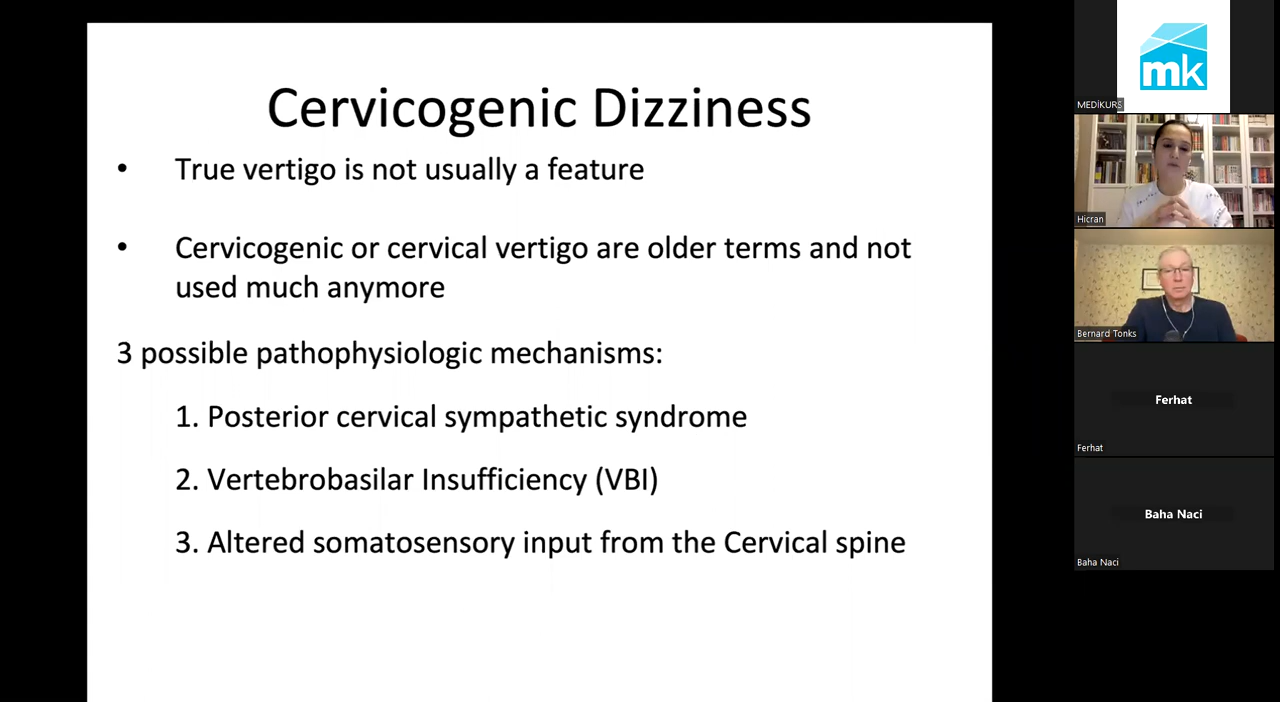 Cervicogenic Dizziness
• True vertigo is not usually a feature
• Cervicogenic or cervical vertigo are older terms and not
used much anymore
3 possible pathophysiologic mechanisms:
1. Posterior cervical sympathetic syndrome
2. Vertebrobasilar Insufficiency (VBI)
3. Altered somatosensory input from the Cervical spine
mk
MEDİKURS
Hicran
Bernard Tonks
Ferhat
Ferhat
Baha Naci
Baha Naci